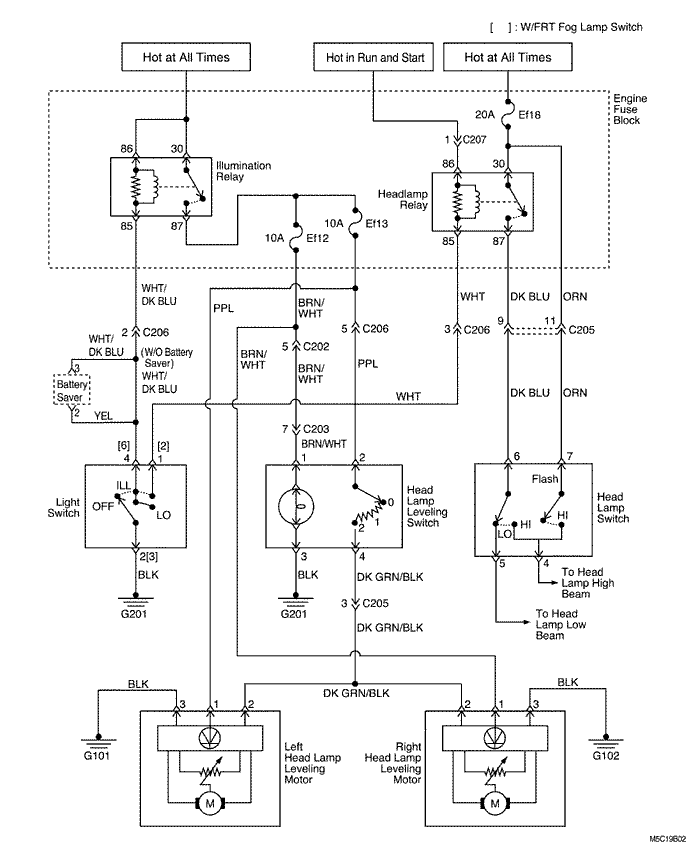 [ ] : W/FRT Fog Lamp Switch
Hot at All Times
Hot in Run and Start
Hot at All Times
Engine
Fuse
Block
20A
Ef18
1
C207
86
30
Illumination
Relay
86
30
Headlamp
Relay
85
87
10A
Ef12
10A
Ef13
85
87
WHT/
DK BLU
PPL
BRN/
WHT
WHT
DK BLU
ORN
2
C206
5
C206
3
C206
9
11
C205
WHT/
DK BLU
(W/O Battery
Saver)
BRN/
WHT
5
C202
PPL
3
Battery
Saver
2
WHT/
DK BLU
BRN/
WHT
WHT
DK BLU
ORN
YEL
7
C203
BRN/WHT
[6]
[2]
4
1
1
2
6
7
Light
Switch
ILL
OFF
LO
0
1
2
Head
Lamp
Leveling
Switch
Flash
LO
HI
HI
Head
Lamp
Switch
2[3]
3
4
5
4
BLK
BLK
DK GRN/BLK
To Head
Lamp High
Beam
G201
G201
3
C205
To Head
Lamp Low
Beam
DK GRN/BLK
BLK
DK GRN/BLK
BLK
3
1
2
2
1
3
G101
Left
Head Lamp
Leveling
Motor
M
Right
Head Lamp
Leveling
Motor
M
G102
M5C19B02